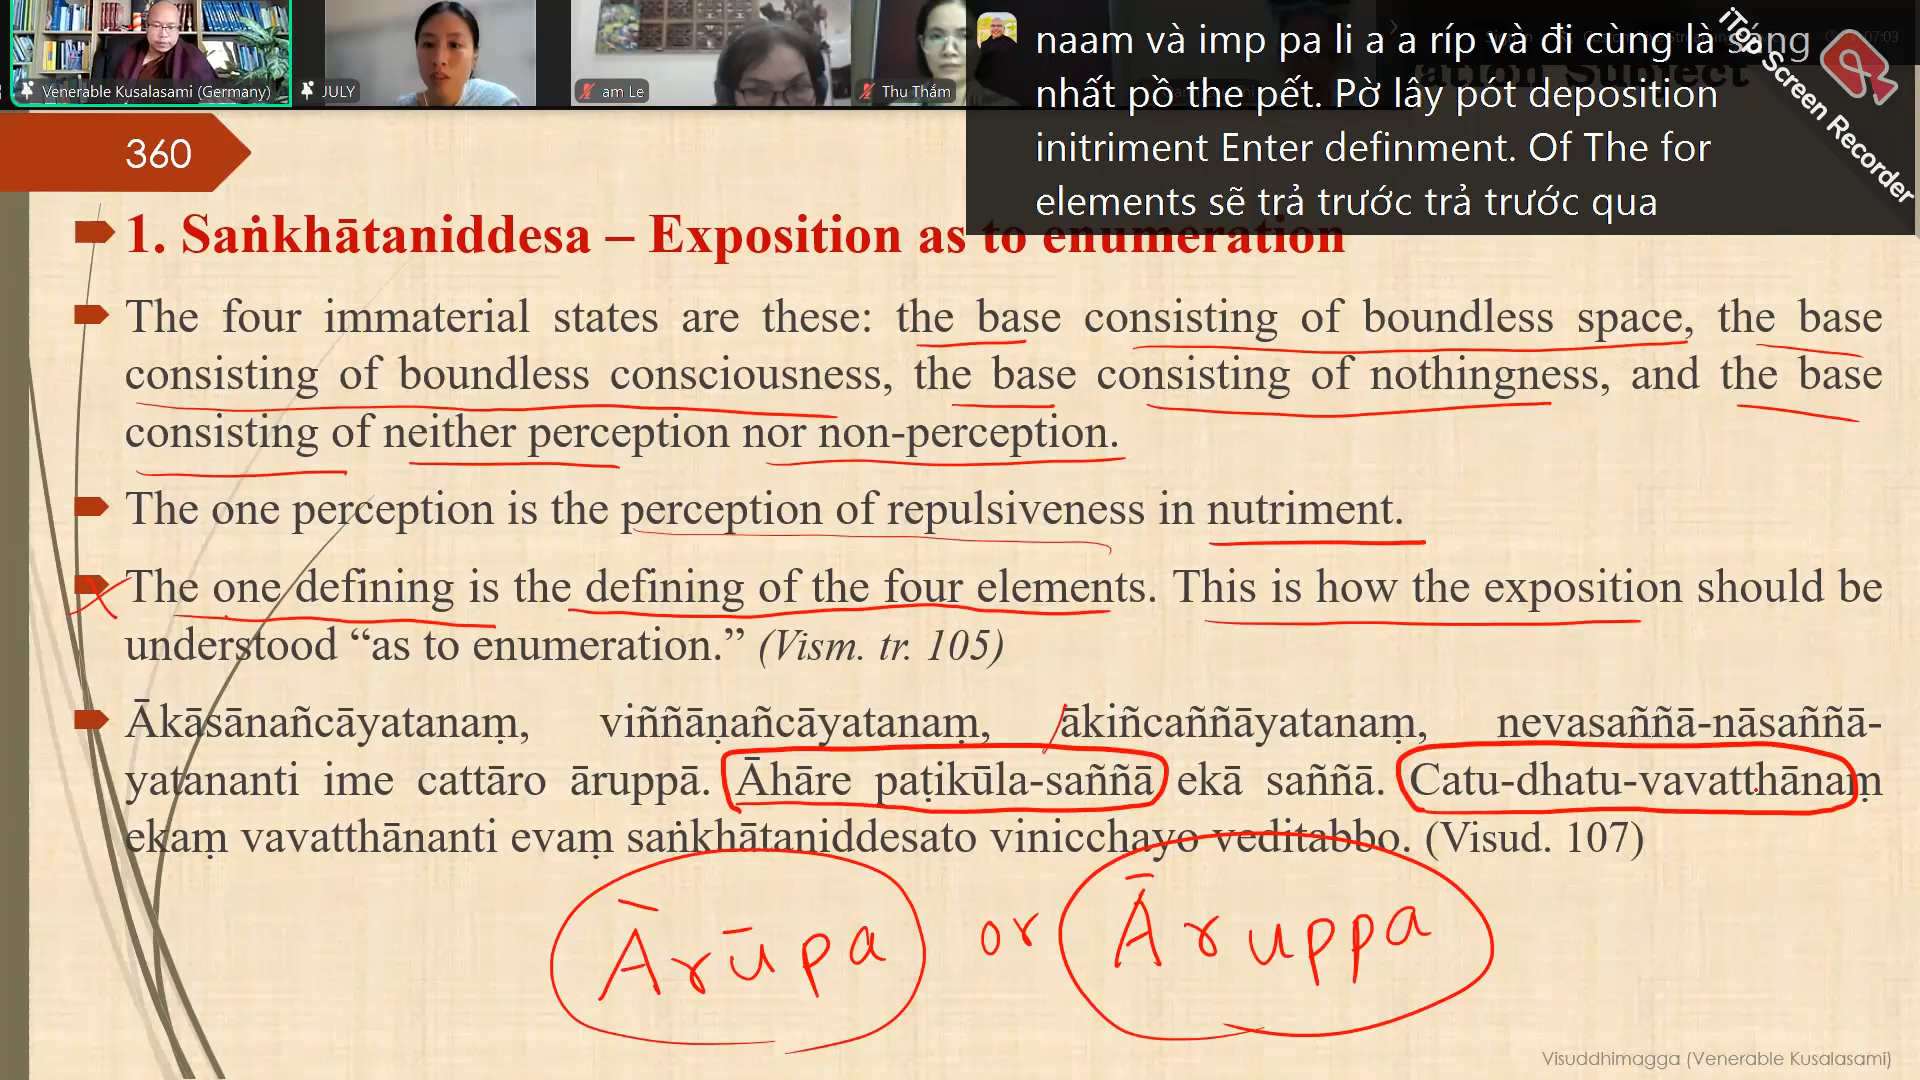 Venerable Kusalasami (Germany)
JULY
am Le
Thu Thắm
naam và imp pa li a a ríp và đi cùng là sóng
nhất pồ the pết. Pờ lây pót deposition
initriment Enter definment. Of The for
elements sẽ trả trước trả trước qua
iTop Screen Recorder
360
1. Saṅkhātaniddesa – Exposition as to enumeration
The four immaterial states are these: the base consisting of boundless space, the base
consisting of boundless consciousness, the base consisting of nothingness, and the base
consisting of neither perception nor non-perception.
The one perception is the perception of repulsiveness in nutriment.
The one defining is the defining of the four elements. This is how the exposition should be
understood “as to enumeration.” (Vism. tr. 105)
Ākāsānañcāyatanaṃ, viññāṇañcāyatanaṃ, ākiñcaññāyatanaṃ, nevasaññā-nāsaññā-
yatananti ime cattāro āruppā. Āhāre paṭikūla-saññā ekā saññā. Catu-dhatu-vavatthānaṃ
ekaṃ vavatthānanti evaṃ saṅkhātaniddesato vinicchayo veditabbo. (Visud. 107)
Ārūpa or Āruppa
Visuddhimagga (Venerable Kusalasami)